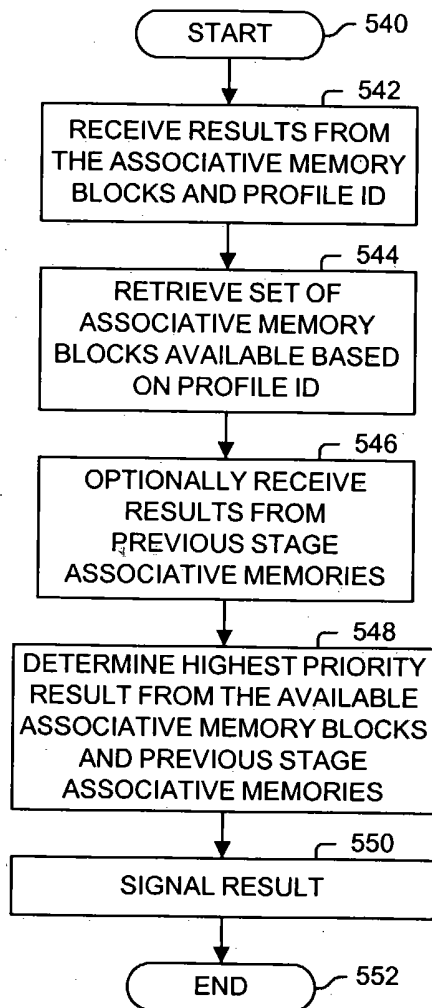 START
540
542
RECEIVE RESULTS FROM
THE ASSOCIATIVE MEMORY
BLOCKS AND PROFILE ID
544
RETRIEVE SET OF
ASSOCIATIVE MEMORY
BLOCKS AVAILABLE BASED
ON PROFILE ID
546
OPTIONALLY RECEIVE
RESULTS FROM
PREVIOUS STAGE
ASSOCIATIVE MEMORIES
548
DETERMINE HIGHEST PRIORITY
RESULT FROM THE AVAILABLE
ASSOCIATIVE MEMORY BLOCKS
AND PREVIOUS STAGE
ASSOCIATIVE MEMORIES
550
SIGNAL RESULT
END
552